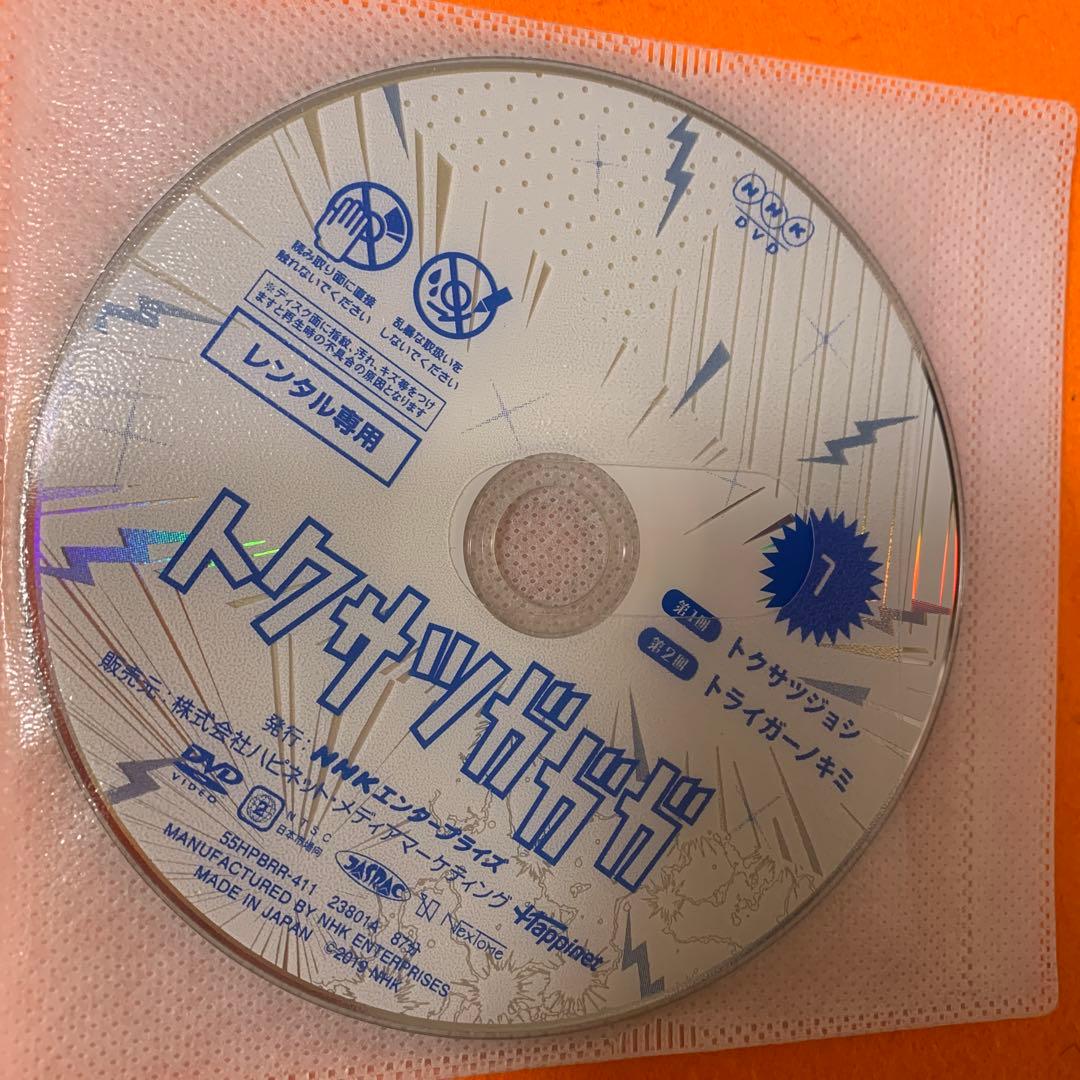 NHK
DVD
読み取り面に直接
触れないでください
乱暴な取扱いを
しないでください
※ディスク面に指紋、汚れ、キズ等をつけ
ますと再生時の不具合の原因となります
レンタル専用
1
第1回 トクサツジョシ
第2回 トライガーノキミ
トクサツガガガ
発行：NHKエンタープライズ
販売元：株式会社ハピネット・メディアマーケティング
DVD
VIDEO
2
NTSC
日本市場向
JASRAC
NexTone
Happinet
55HPBRR-411 238014 87分
MANUFACTURED BY NHK ENTERPRISES
MADE IN JAPAN ©2019 NHK